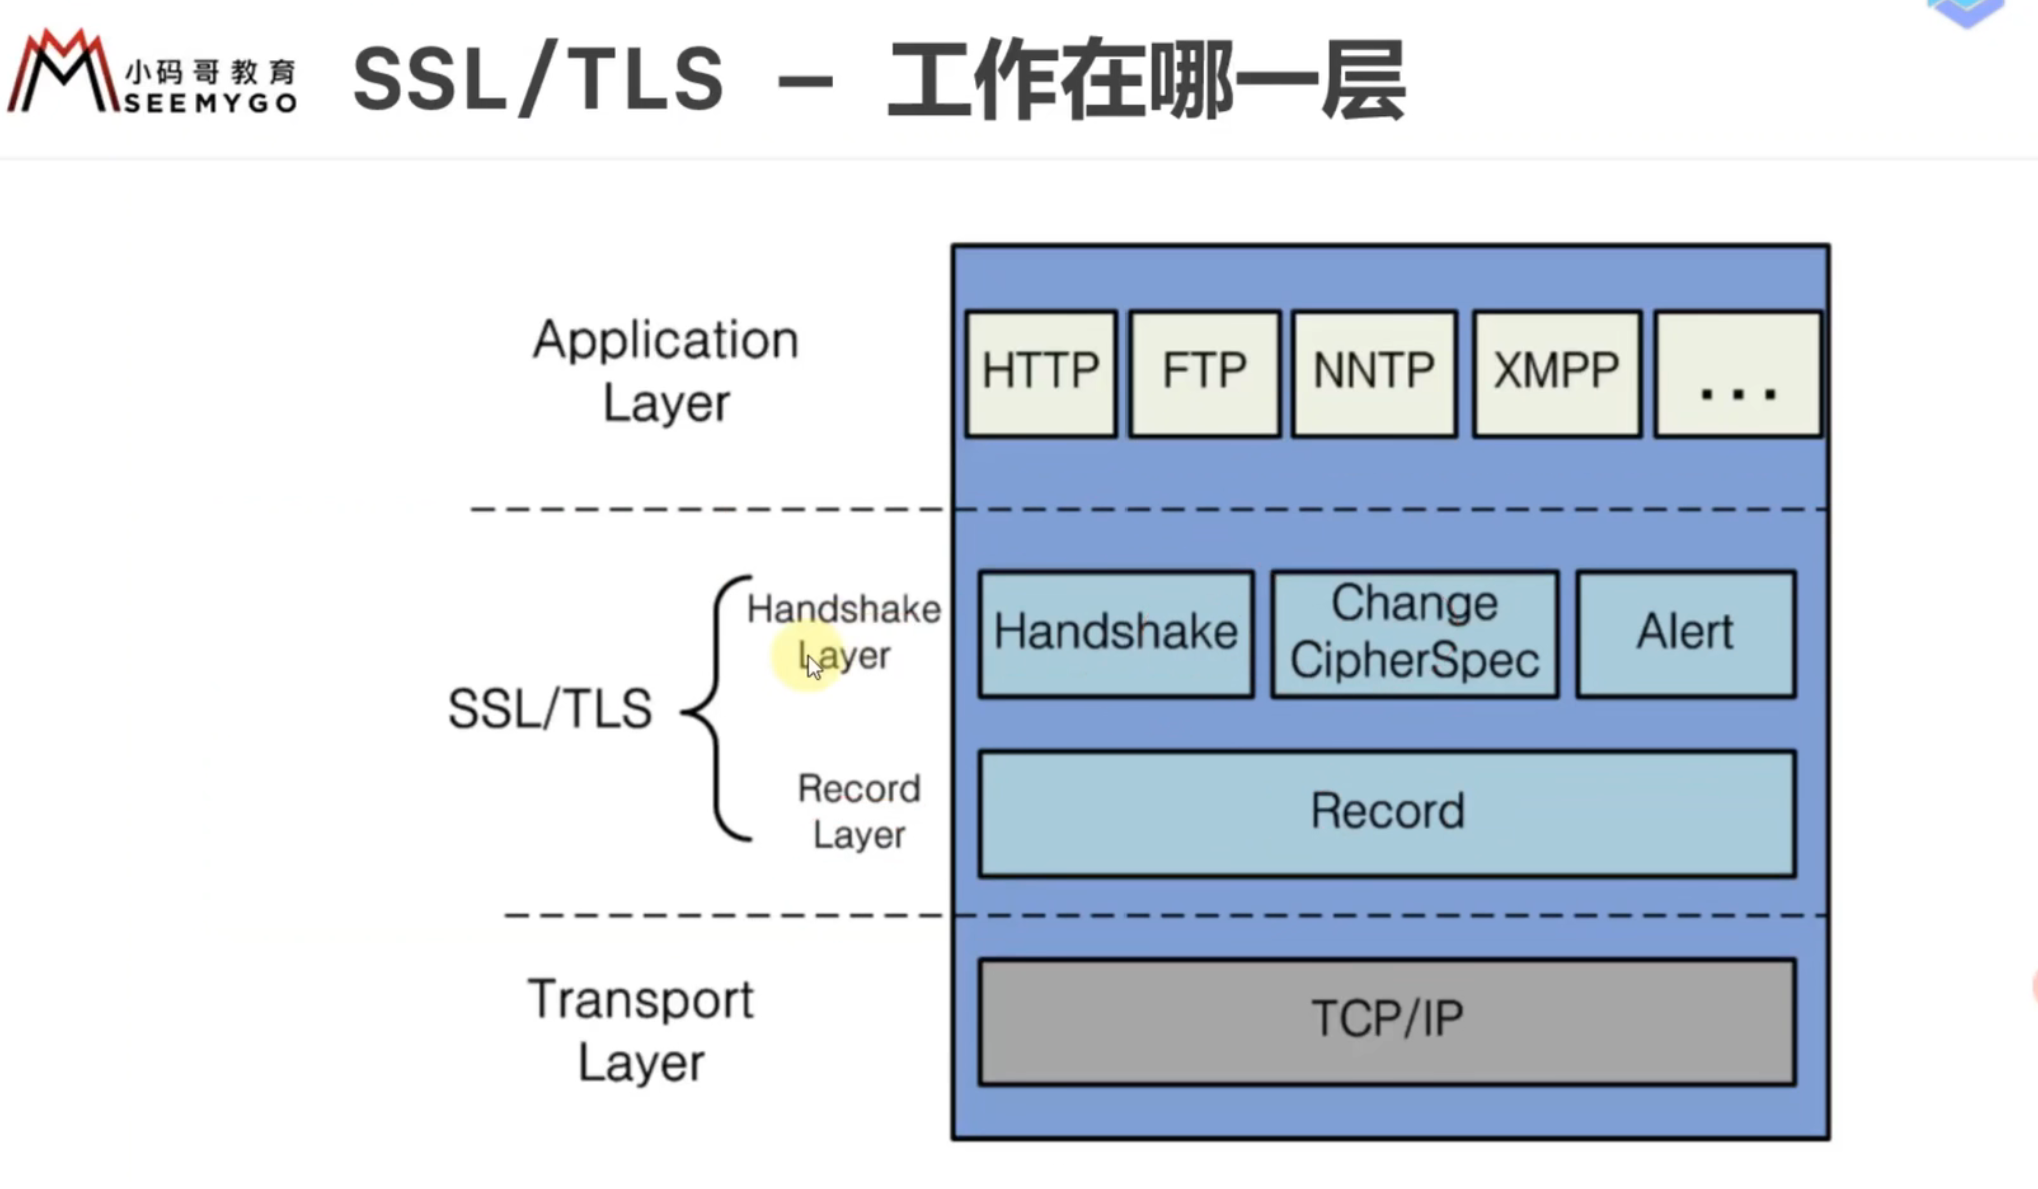 小码哥教育
SEEMYGO
SSL/TLS – 工作在哪一层
Application
Layer
HTTP
FTP
NNTP
XMPP
...
SSL/TLS
Handshake
Layer
Handshake
Change
CipherSpec
Alert
Record
Layer
Record
Transport
Layer
TCP/IP